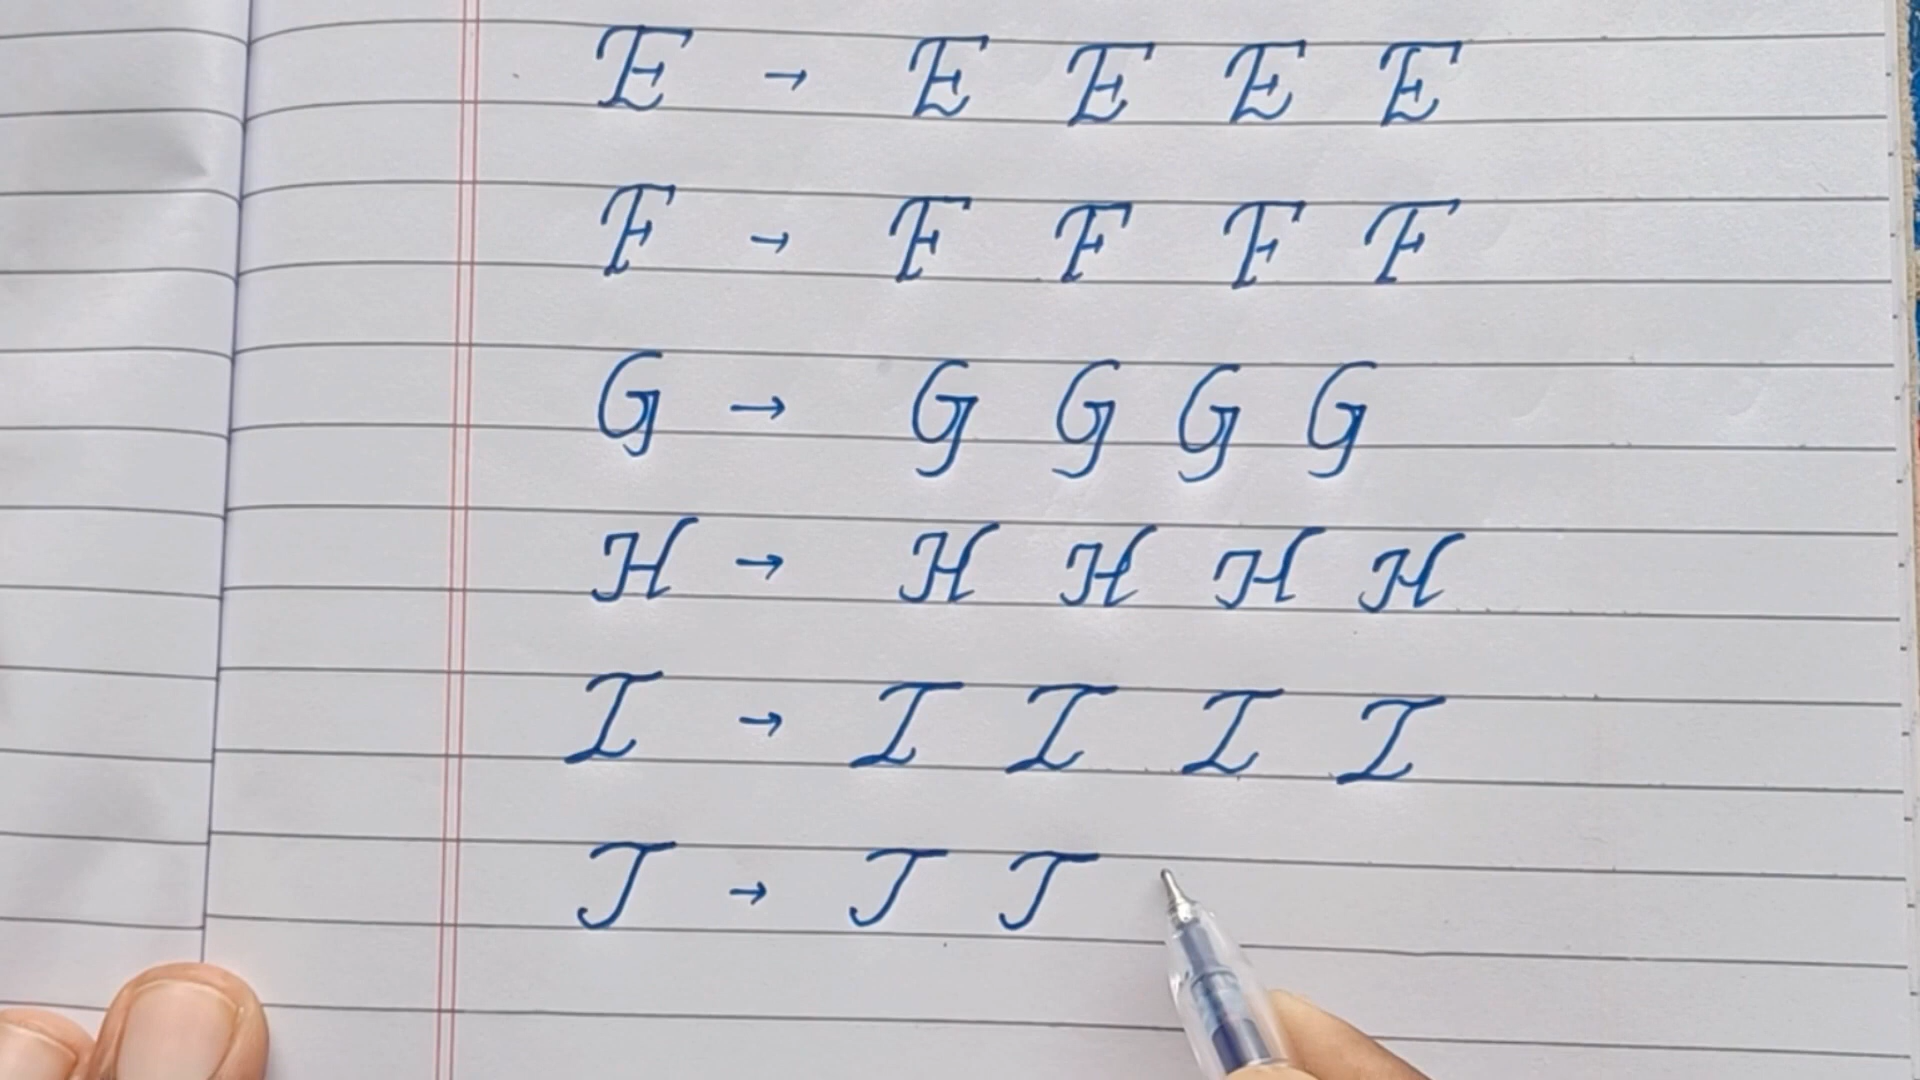 E → E E E E
F → F F F F
G → G G G G
H → H H H H
I → I I I I
J → J J